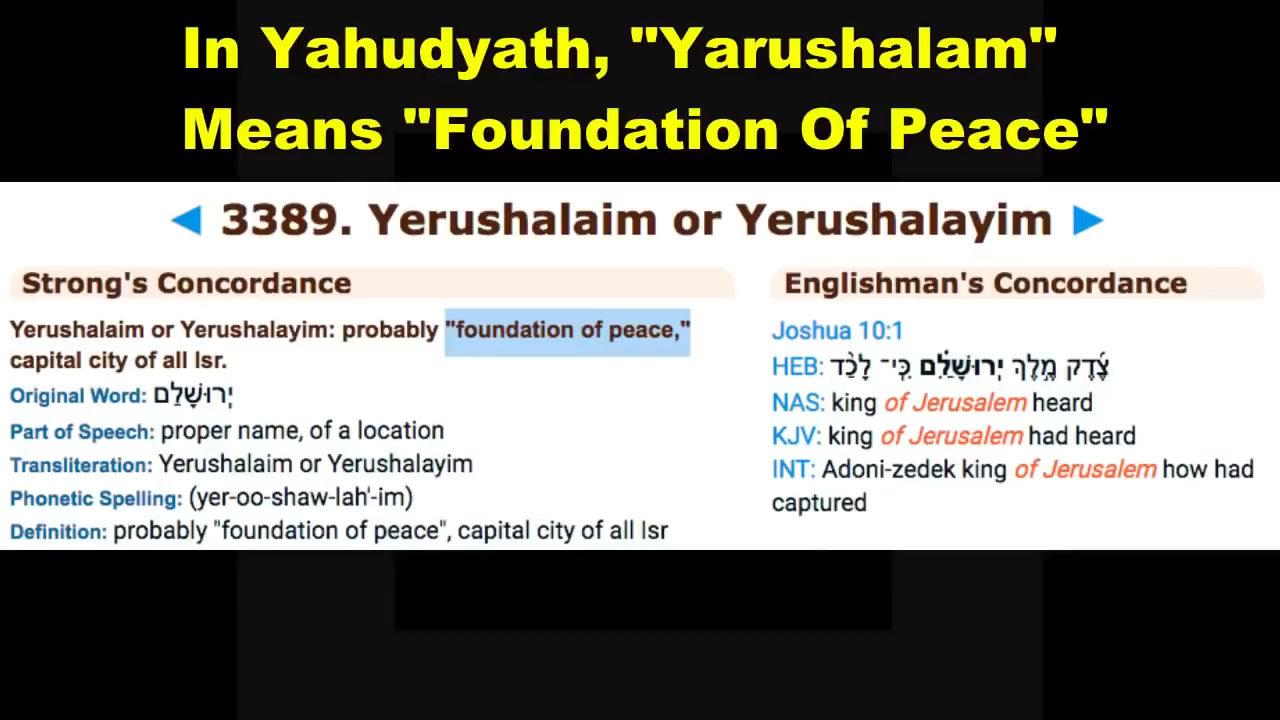 In Yahudyath, "Yarushalam"
Means "Foundation Of Peace"
◄ 3389. Yerushalaim or Yerushalayim ►
Strong's Concordance
Yerushalaim or Yerushalayim: probably "foundation of peace,"
capital city of all Isr.
Original Word: יְרוּשָׁלַם
Part of Speech: proper name, of a location
Transliteration: Yerushalaim or Yerushalayim
Phonetic Spelling: (yer-oo-shaw-lah'-im)
Definition: probably "foundation of peace", capital city of all Isr
Englishman's Concordance
Joshua 10:1
HEB: צֶ֜דֶק מֶ֣לֶךְ יְרוּשָׁלִַ֗ם כִּֽי־ לָכַ֨ד
NAS: king of Jerusalem heard
KJV: king of Jerusalem had heard
INT: Adoni-zedek king of Jerusalem how had
captured